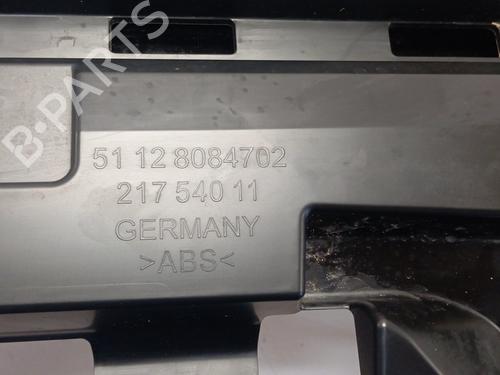 B-PARTS
51 12 8084702
217 540 11
GERMANY
>ABS<